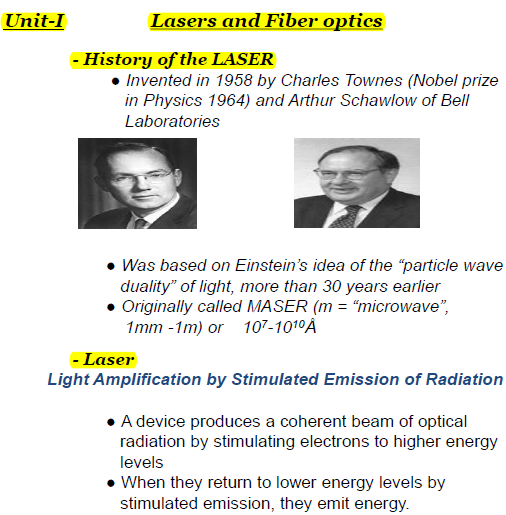 Unit-I Lasers and Fiber optics
- History of the LASER
● Invented in 1958 by Charles Townes (Nobel prize
in Physics 1964) and Arthur Schawlow of Bell
Laboratories
● Was based on Einstein’s idea of the “particle wave
duality” of light, more than 30 years earlier
● Originally called MASER (m = “microwave”,
1mm -1m) or 10⁷-10¹⁰Å
- Laser
Light Amplification by Stimulated Emission of Radiation
● A device produces a coherent beam of optical
radiation by stimulating electrons to higher energy
levels
● When they return to lower energy levels by
stimulated emission, they emit energy.